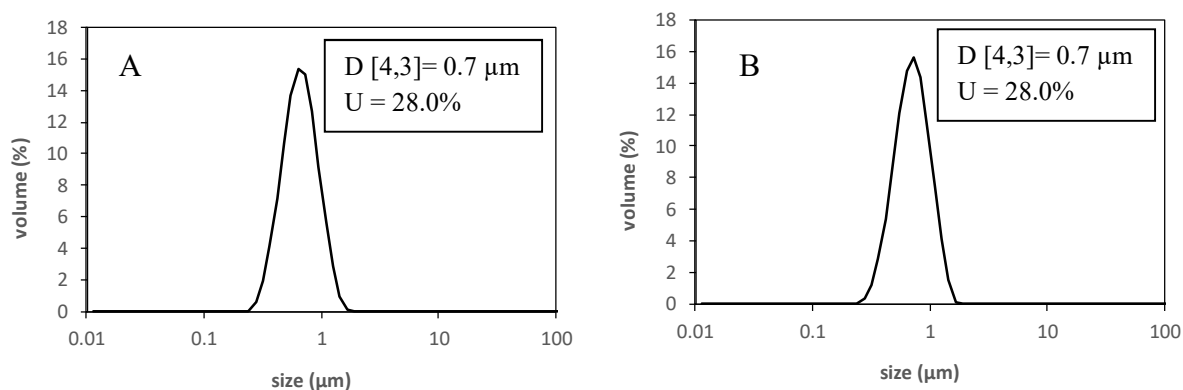 A
D [4,3]= 0.7 µm
U = 28.0%
volume (%)
18
16
14
12
10
8
6
4
2
0
0.01 0.1 1 10 100
size (µm)
B
D [4,3]= 0.7 µm
U = 28.0%
volume (%)
18
16
14
12
10
8
6
4
2
0
0.01 0.1 1 10 100
size (µm)